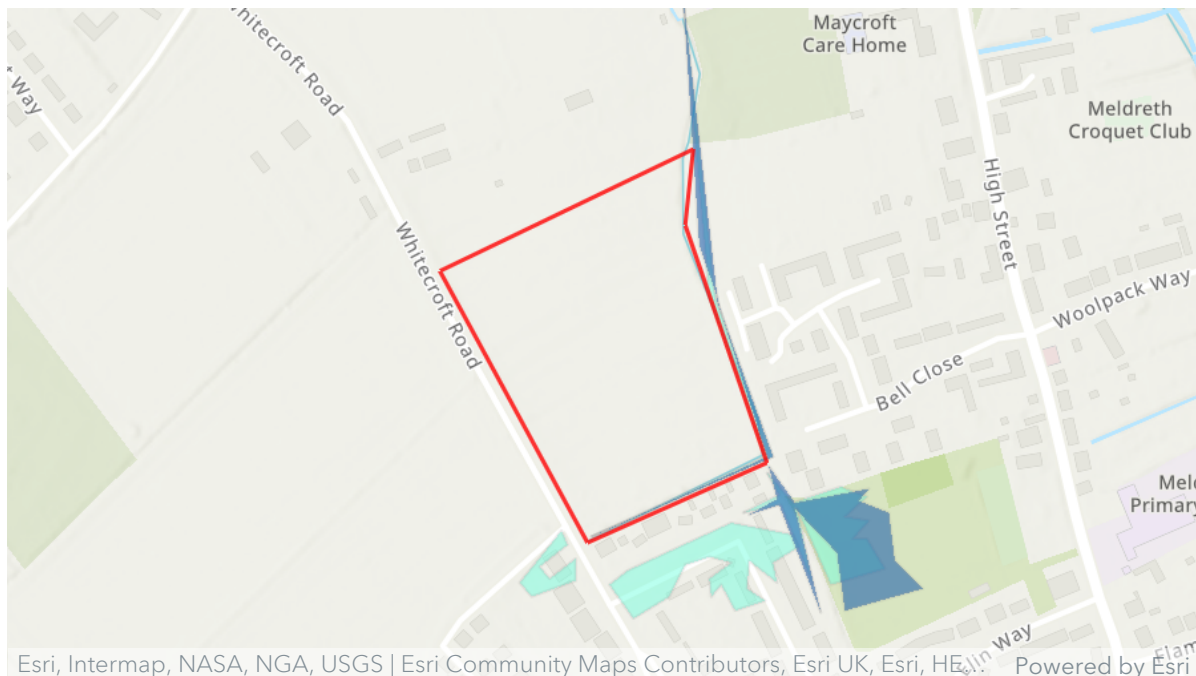 Whitecroft Road
Maycroft
Care Home
Way
Meldreth
Croquet Club
High Street
Whitecroft Road
Woolpack Way
Bell Close
Primary
Elin Way
Esri, Intermap, NASA, NGA, USGS | Esri Community Maps Contributors, Esri UK, Esri, HE...
Powered by Esri